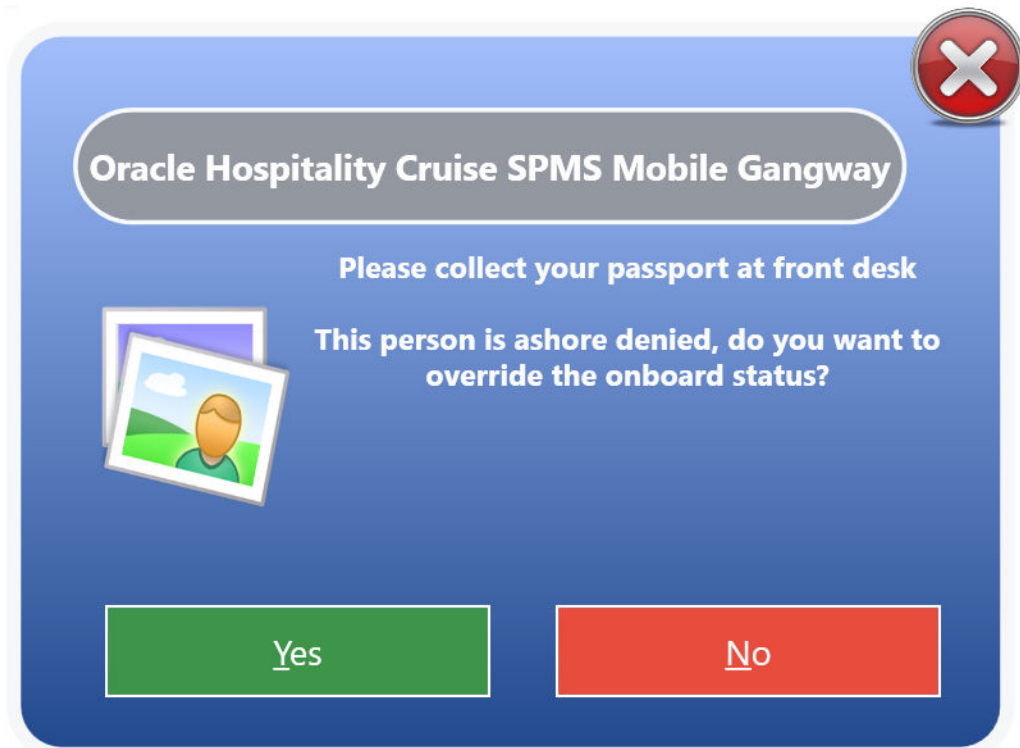 Oracle Hospitality Cruise SPMS Mobile Gangway
Please collect your passport at front desk
This person is ashore denied, do you want to
override the onboard status?
Yes
No